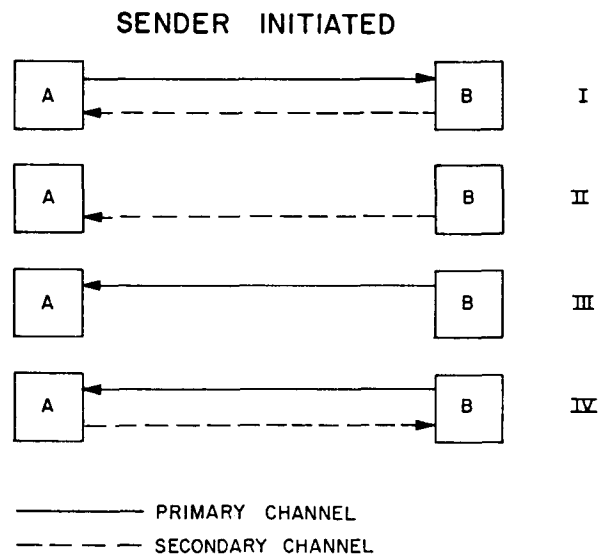 SENDER INITIATED
A B I
A B II
A B III
A B IV
PRIMARY CHANNEL
SECONDARY CHANNEL